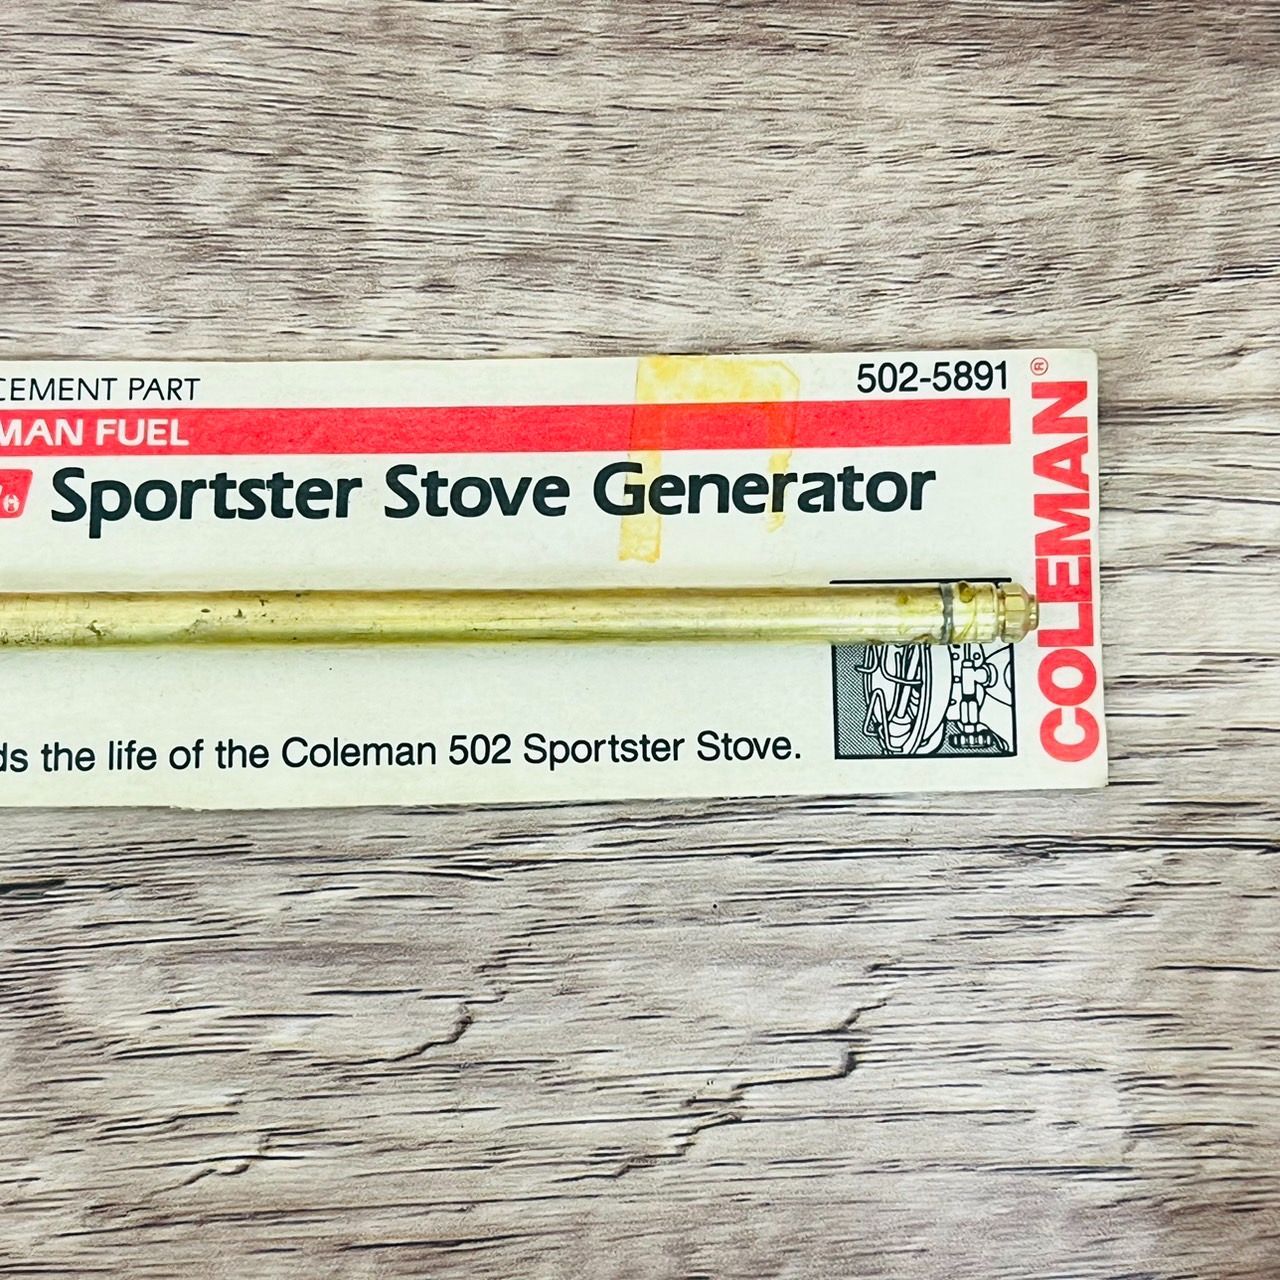 CEMENT PART
502-5891
MAN FUEL
Sportster Stove Generator
ds the life of the Coleman 502 Sportster Stove.
COLEMAN®